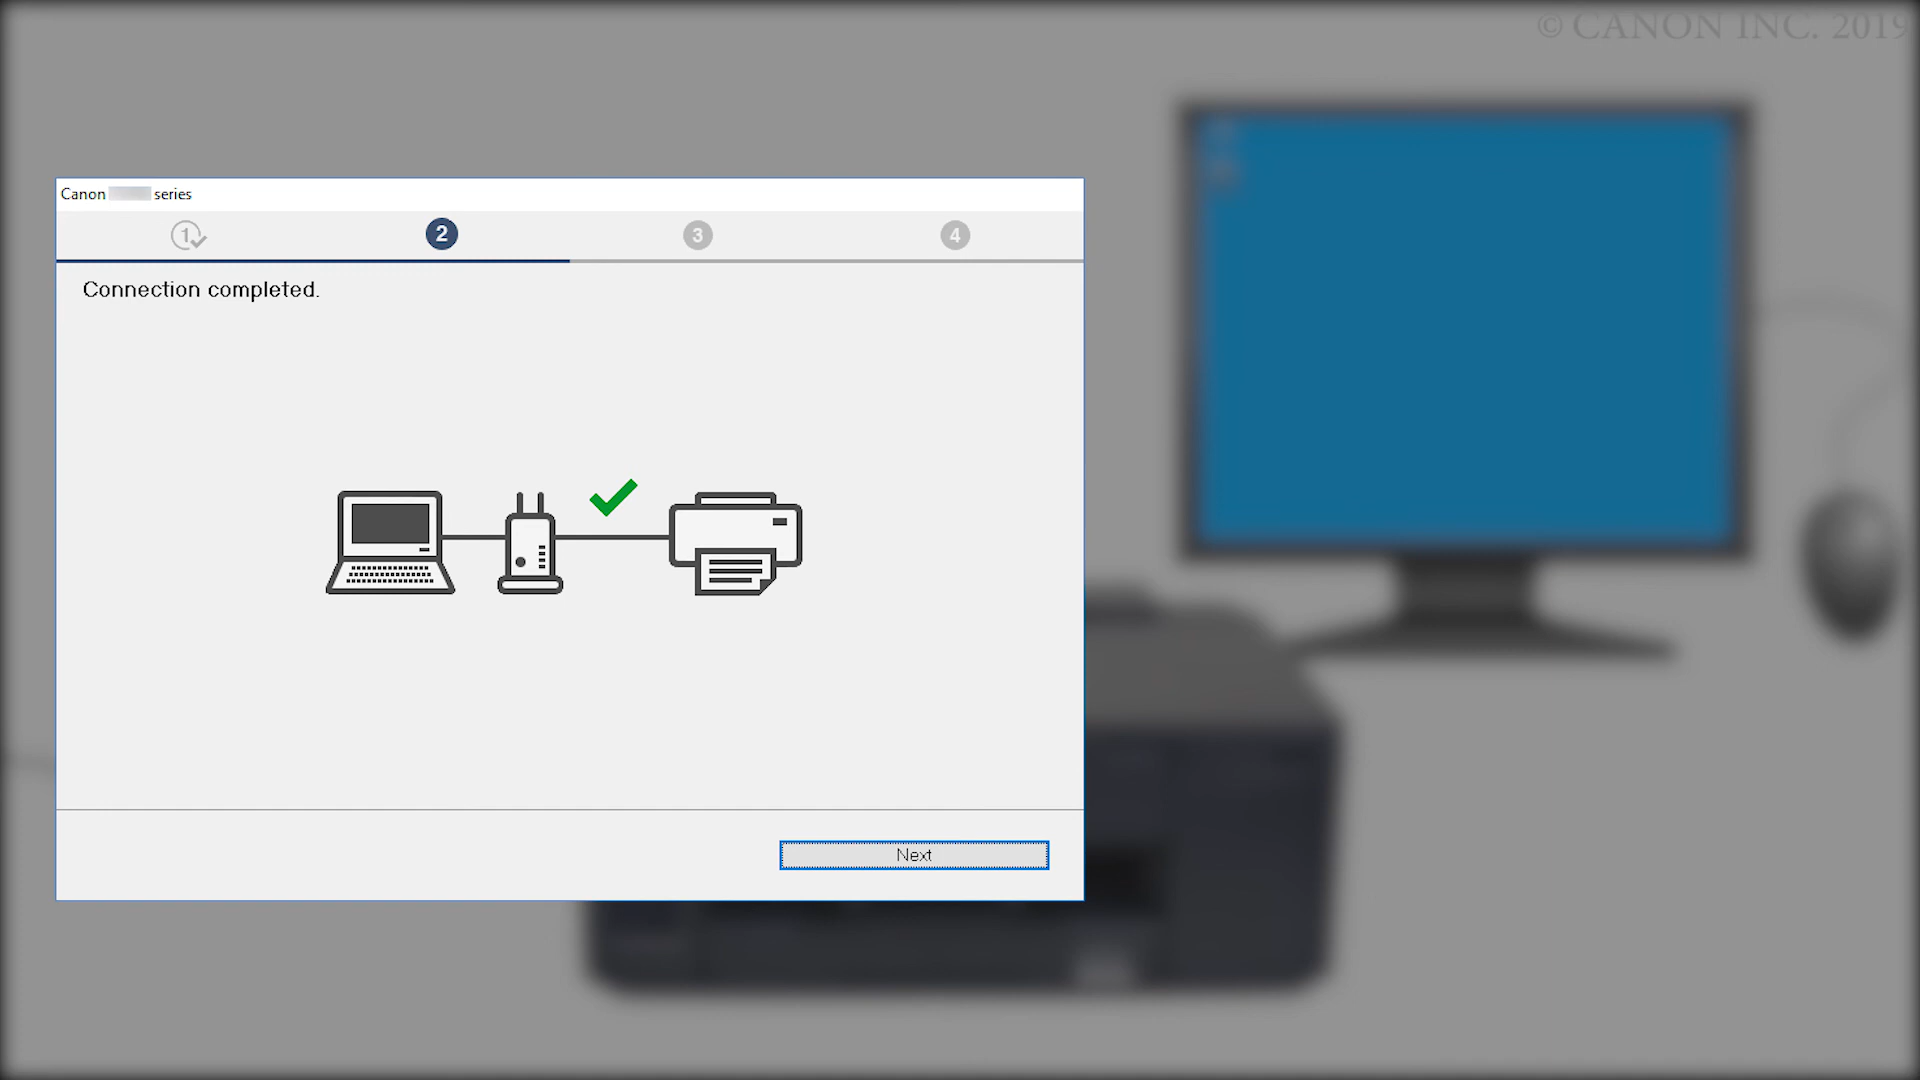 © CANON INC. 2019
Canon series
1 2 3 4
Connection completed.
Next